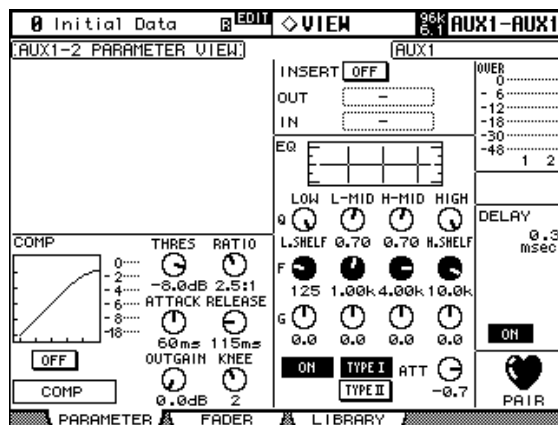 0 Initial Data EDIT ◇VIEW 96k 6.1 AUX1-AUX1
AUX1-2 PARAMETER VIEW AUX1
INSERT OFF
OUT -
IN -
OVER
0
-6
-12
-18
-30
-48
1 2
EQ
LOW L-MID H-MID HIGH
Q
L.SHELF 0.70 0.70 H.SHELF
F
125 1.00k 4.00k 10.0k
G
0.0 0.0 0.0 0.0
ON TYPE I ATT
TYPE II -0.7
DELAY
0.3
msec
ON
PAIR
COMP
THRES RATIO
0
-2
-4
-6
-8
-18
-8.0dB 2.5:1
ATTACK RELEASE
60ms 115ms
OUTGAIN KNEE
0.0dB 2
OFF
COMP
PARAMETER FADER LIBRARY